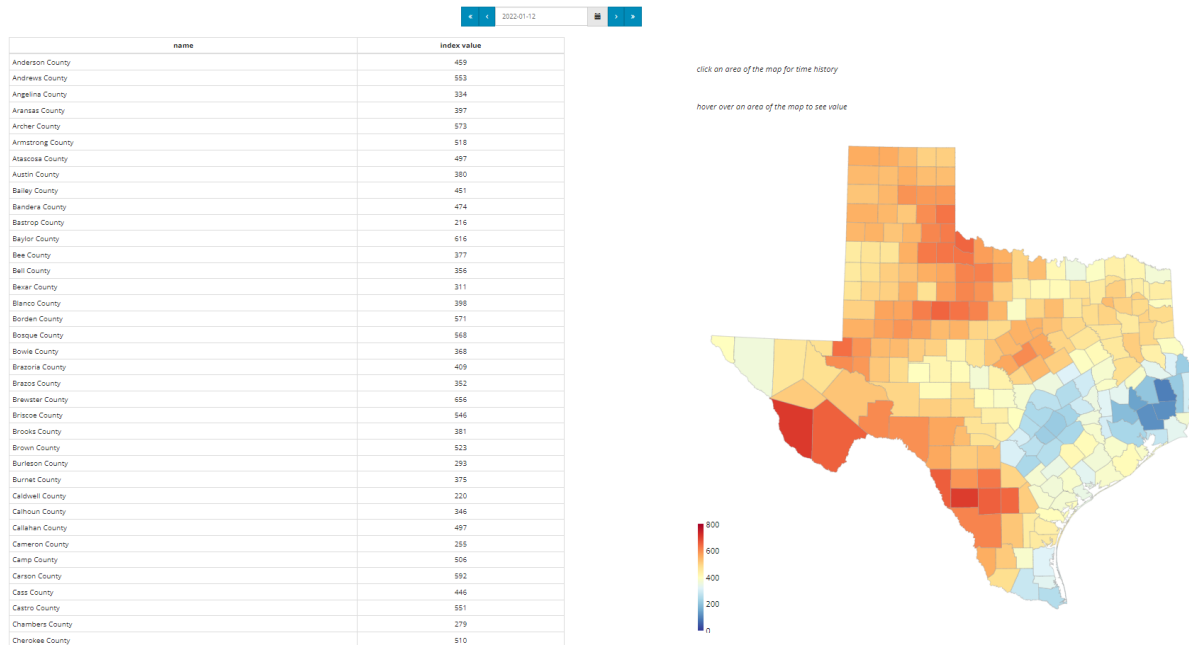 « ‹ 2022-01-12 › »
name index value
Anderson County 459
Andrews County 553
Angelina County 334
Aransas County 397
Archer County 573
Armstrong County 518
Atascosa County 497
Austin County 380
Bailey County 451
Bandera County 474
Bastrop County 216
Baylor County 616
Bee County 377
Bell County 356
Bexar County 311
Blanco County 398
Borden County 571
Bosque County 568
Bowie County 368
Brazoria County 409
Brazos County 352
Brewster County 656
Briscoe County 546
Brooks County 381
Brown County 523
Burleson County 293
Burnet County 375
Caldwell County 220
Calhoun County 346
Callahan County 497
Cameron County 255
Camp County 506
Carson County 592
Cass County 446
Castro County 551
Chambers County 279
Cherokee County 510
click an area of the map for time history
hover over an area of the map to see value
800
600
400
200
0